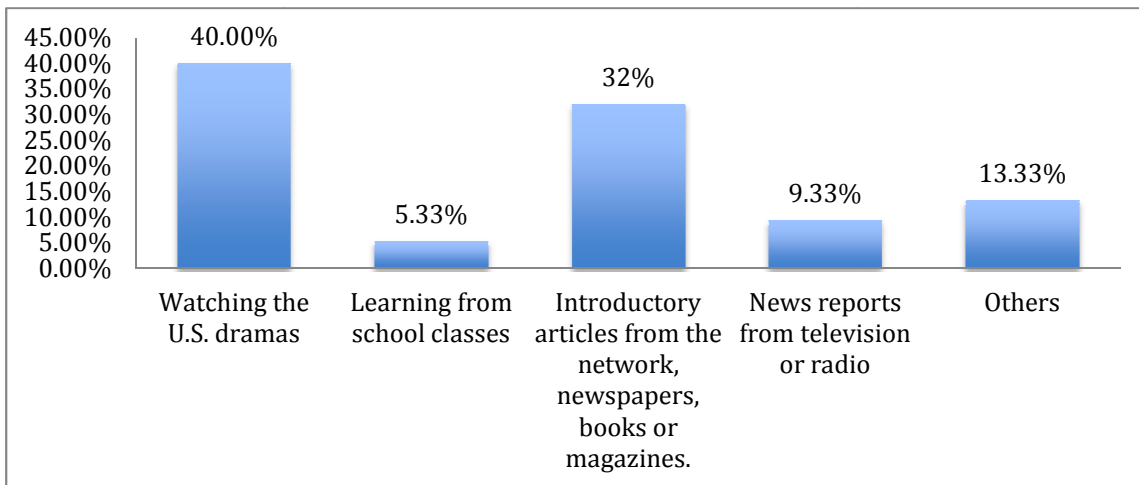 45.00%
40.00%
35.00%
30.00%
25.00%
20.00%
15.00%
10.00%
5.00%
0.00%
40.00%
5.33%
32%
9.33%
13.33%
Watching the
U.S. dramas
Learning from
school classes
Introductory
articles from the
network,
newspapers,
books or
magazines.
News reports
from television
or radio
Others